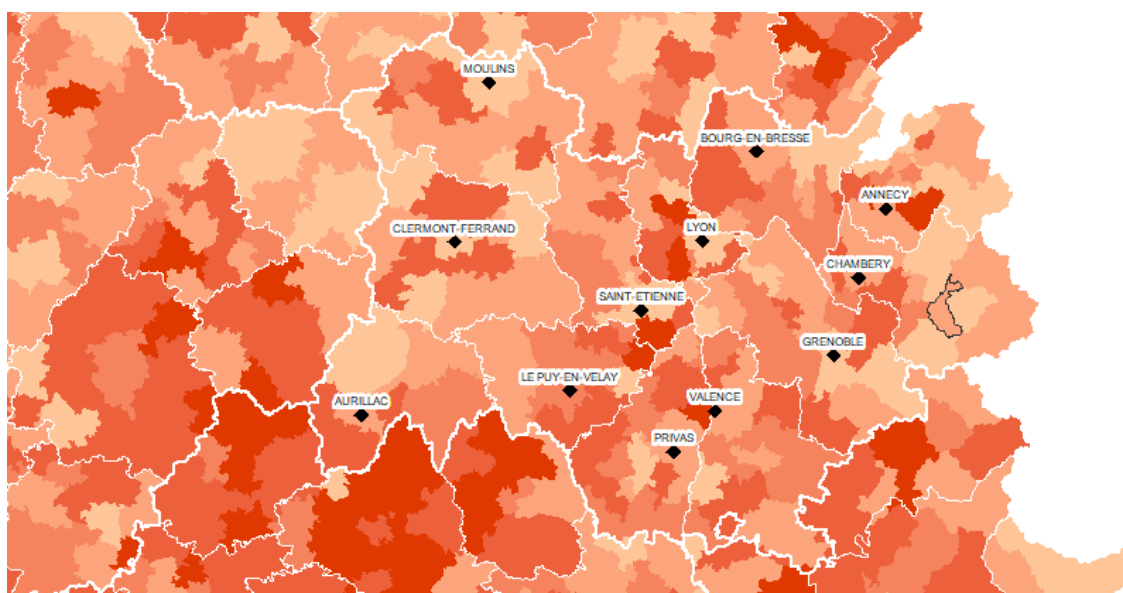 MOULINS
BOURG-EN-BRESSE
ANNECY
CLERMONT-FERRAND
LYON
CHAMBERY
SAINT-ETIENNE
GRENOBLE
LE PUY-EN-VELAY
AURILLAC
VALENCE
PRIVAS